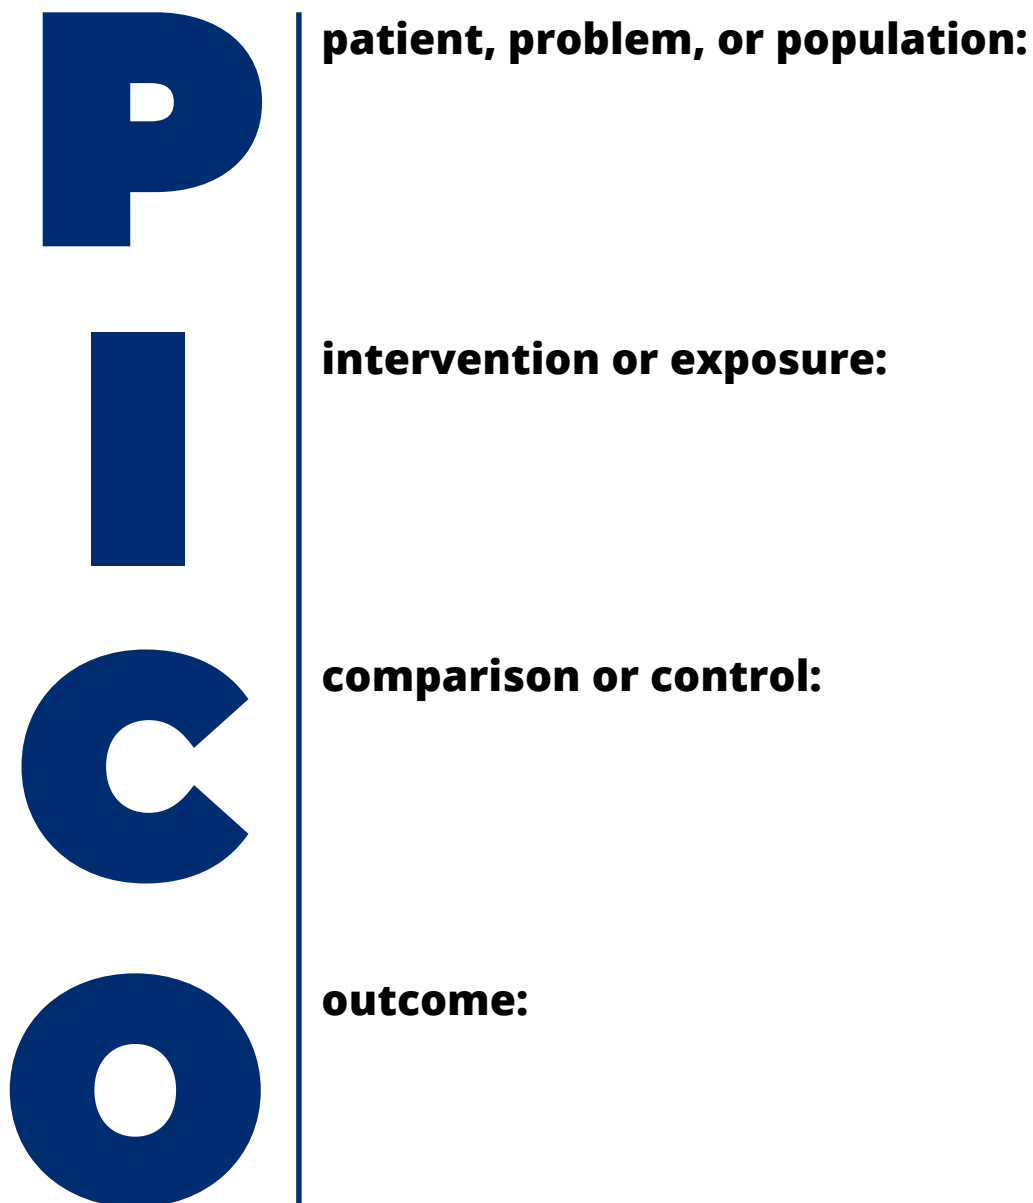 P
patient, problem, or population:
I
intervention or exposure:
C
comparison or control:
O
outcome: